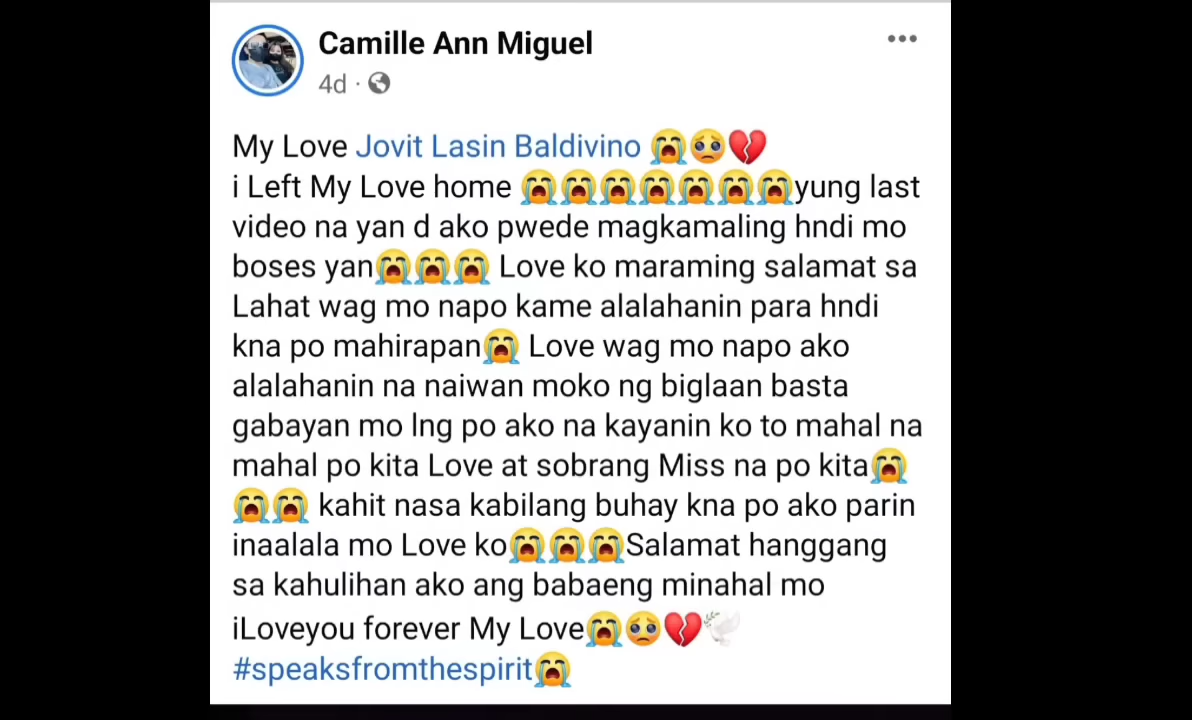 Camille Ann Miguel
4d ·
My Love Jovit Lasin Baldivino 😭🥺💔
i Left My Love home 😭😭😭😭😭😭😭yung last
video na yan d ako pwede magkamaling hndi mo
boses yan😭😭😭 Love ko maraming salamat sa
Lahat wag mo napo kame alalahanin para hndi
kna po mahirapan😭 Love wag mo napo ako
alalahanin na naiwan moko ng biglaan basta
gabayan mo lng po ako na kayanin ko to mahal na
mahal po kita Love at sobrang Miss na po kita😭
😭😭 kahit nasa kabilang buhay kna po ako parin
inaalala mo Love ko😭😭😭Salamat hanggang
sa kahulihan ako ang babaeng minahal mo
iLoveyou forever My Love😭🥺💔🕊️
#speaksfromthespirit😭